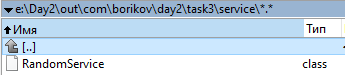 e:\Day2\out\com\borikov\day2\task3\service\*.*
Имя Тип
[..]
RandomService class